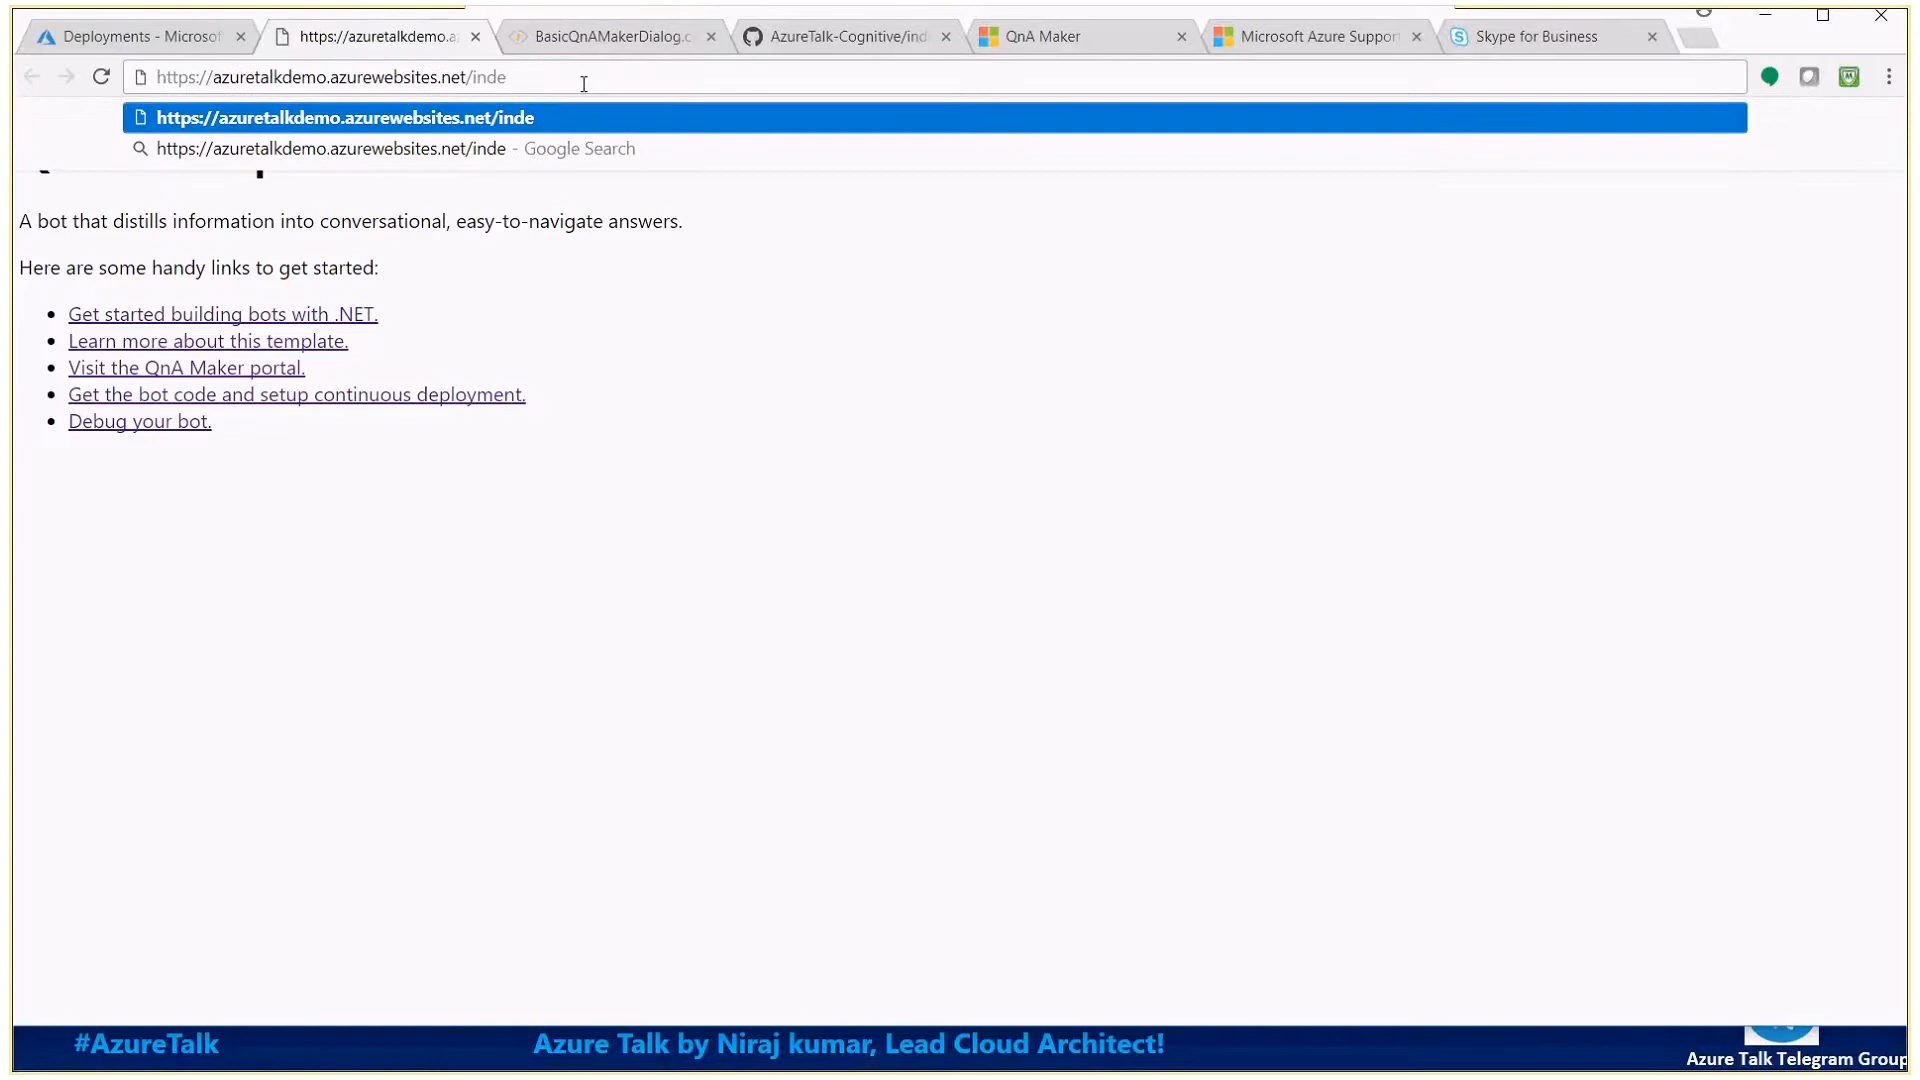 Deployments - Microsof
https://azuretalkdemo.a
BasicQnAMakerDialog.c
AzureTalk-Cognitive/ind
QnA Maker
Microsoft Azure Suppor
Skype for Business
https://azuretalkdemo.azurewebsites.net/inde
https://azuretalkdemo.azurewebsites.net/inde
https://azuretalkdemo.azurewebsites.net/inde - Google Search
A bot that distills information into conversational, easy-to-navigate answers.
Here are some handy links to get started:
Get started building bots with .NET.
Learn more about this template.
Visit the QnA Maker portal.
Get the bot code and setup continuous deployment.
Debug your bot.
#AzureTalk
Azure Talk by Niraj kumar, Lead Cloud Architect!
Azure Talk Telegram Group